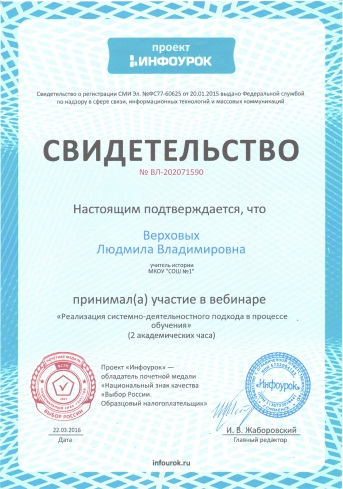 проект
ИНФОУРОК
Свидетельство о регистрации СМИ Эл. №ФС77-60625 от 20.01.2015 выдано Федеральной службой
по надзору в сфере связи, информационных технологий и массовых коммуникаций
СВИДЕТЕЛЬСТВО
№ ВЛ-202071590
Настоящим подтверждается, что
Верховых
Людмила Владимировна
учитель истории
МКОУ "СОШ №1"
принимал(а) участие в вебинаре
«Реализация системно-деятельностного подхода в процессе
обучения»
(2 академических часа)
Проект «Инфоурок» —
обладатель почетной медали
«Национальный знак качества
«Выбор России.
Образцовый налогоплательщик»
ВЫБОР РОССИИ
«Инфоурок»
22.03.2016
Дата
И. В. Жаборовский
Главный редактор
infourok.ru